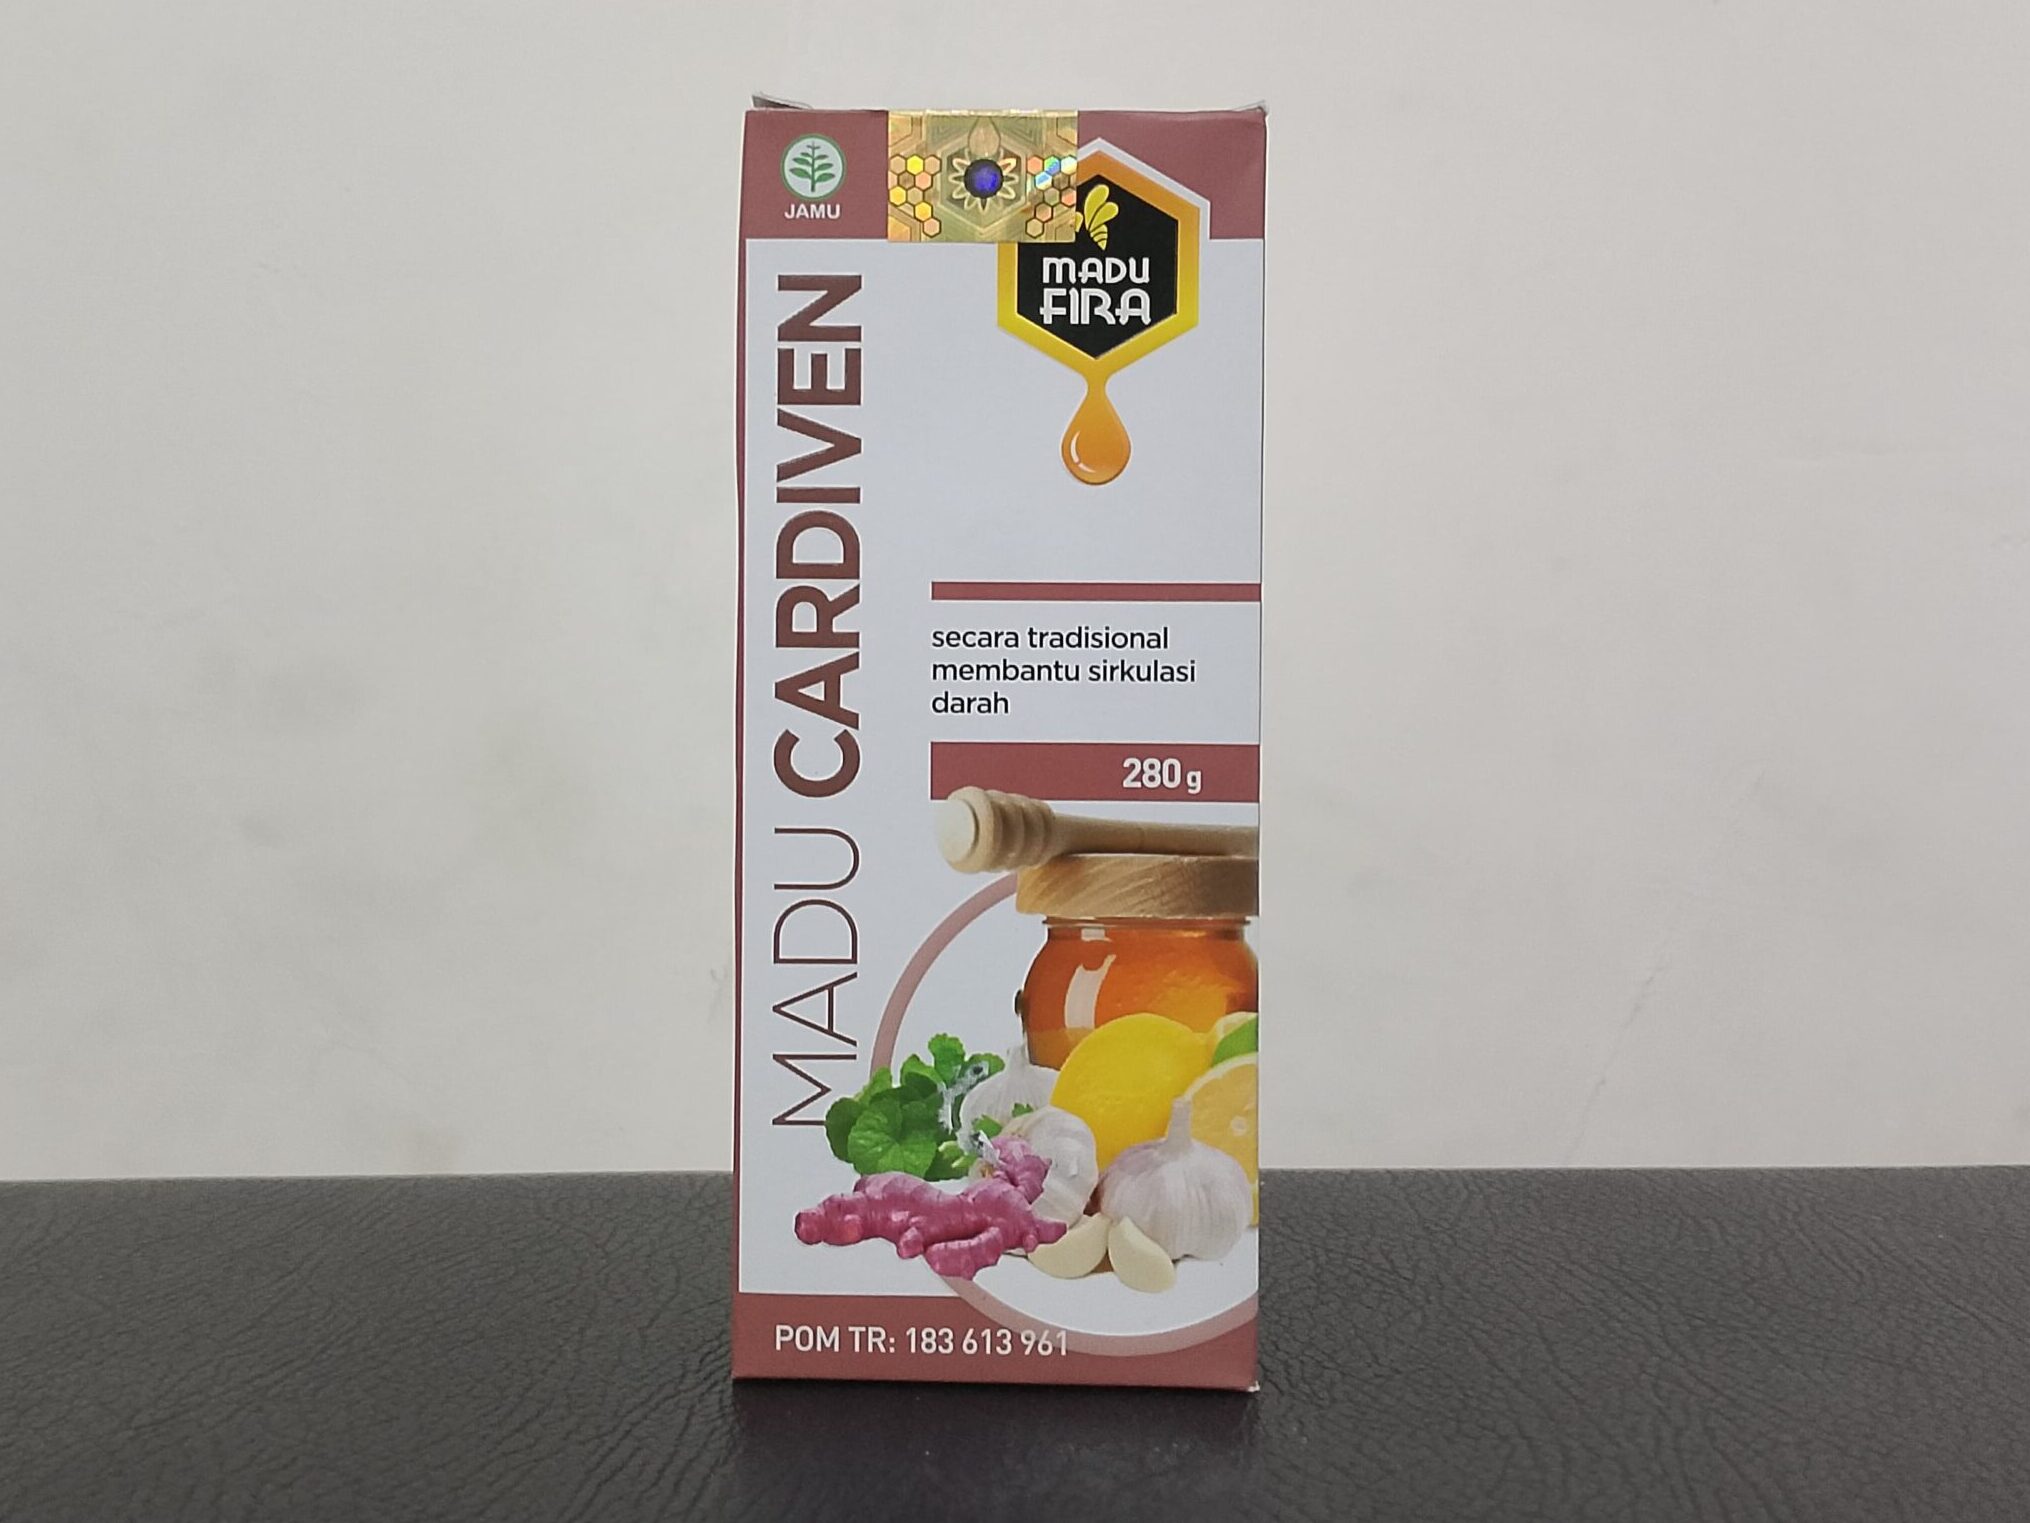 JAMU
MADU
FIRA
MADU CARDIVEN
secara tradisional
membantu sirkulasi
darah
280 g
POM TR: 183 613 961